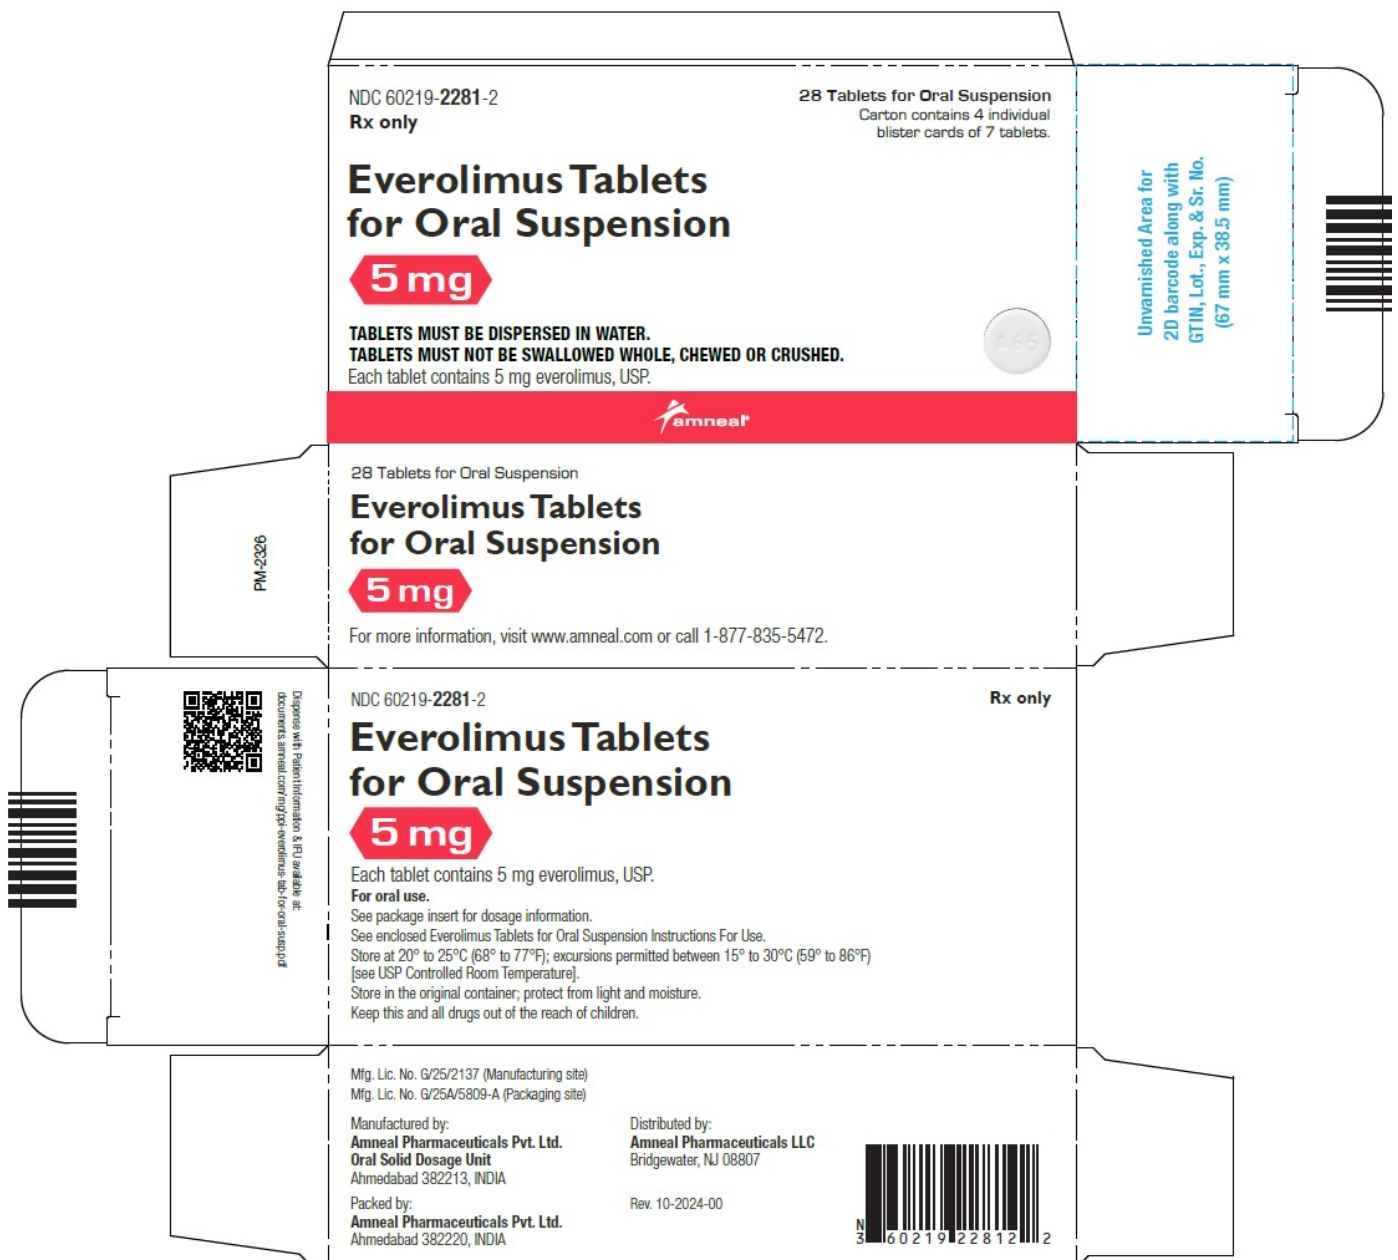 NDC 60219-2281-2
Rx only
28 Tablets for Oral Suspension
Carton contains 4 individual
blister cards of 7 tablets.
Everolimus Tablets
for Oral Suspension
5 mg
TABLETS MUST BE DISPERSED IN WATER.
TABLETS MUST NOT BE SWALLOWED WHOLE, CHEWED OR CRUSHED.
Each tablet contains 5 mg everolimus, USP.
amneal®
Unvarnished Area for
2D barcode along with
GTIN, Lot., Exp. & Sr. No.
(67 mm x 38.5 mm)
28 Tablets for Oral Suspension
Everolimus Tablets
for Oral Suspension
5 mg
For more information, visit www.amneal.com or call 1-877-835-5472.
PM-2326
Dispense with Patient Information & IFU available at:
documents.amneal.com/mg/ppi-everolimus-tab-for-oral-susp.pdf
NDC 60219-2281-2
Rx only
Everolimus Tablets
for Oral Suspension
5 mg
Each tablet contains 5 mg everolimus, USP.
For oral use.
See package insert for dosage information.
See enclosed Everolimus Tablets for Oral Suspension Instructions For Use.
Store at 20° to 25°C (68° to 77°F); excursions permitted between 15° to 30°C (59° to 86°F)
[see USP Controlled Room Temperature].
Store in the original container; protect from light and moisture.
Keep this and all drugs out of the reach of children.
Mfg. Lic. No. G/25/2137 (Manufacturing site)
Mfg. Lic. No. G/25A/5809-A (Packaging site)
Manufactured by:
Amneal Pharmaceuticals Pvt. Ltd.
Oral Solid Dosage Unit
Ahmedabad 382213, INDIA
Packed by:
Amneal Pharmaceuticals Pvt. Ltd.
Ahmedabad 382220, INDIA
Distributed by:
Amneal Pharmaceuticals LLC
Bridgewater, NJ 08807
Rev. 10-2024-00
N
3 60219 22812 2